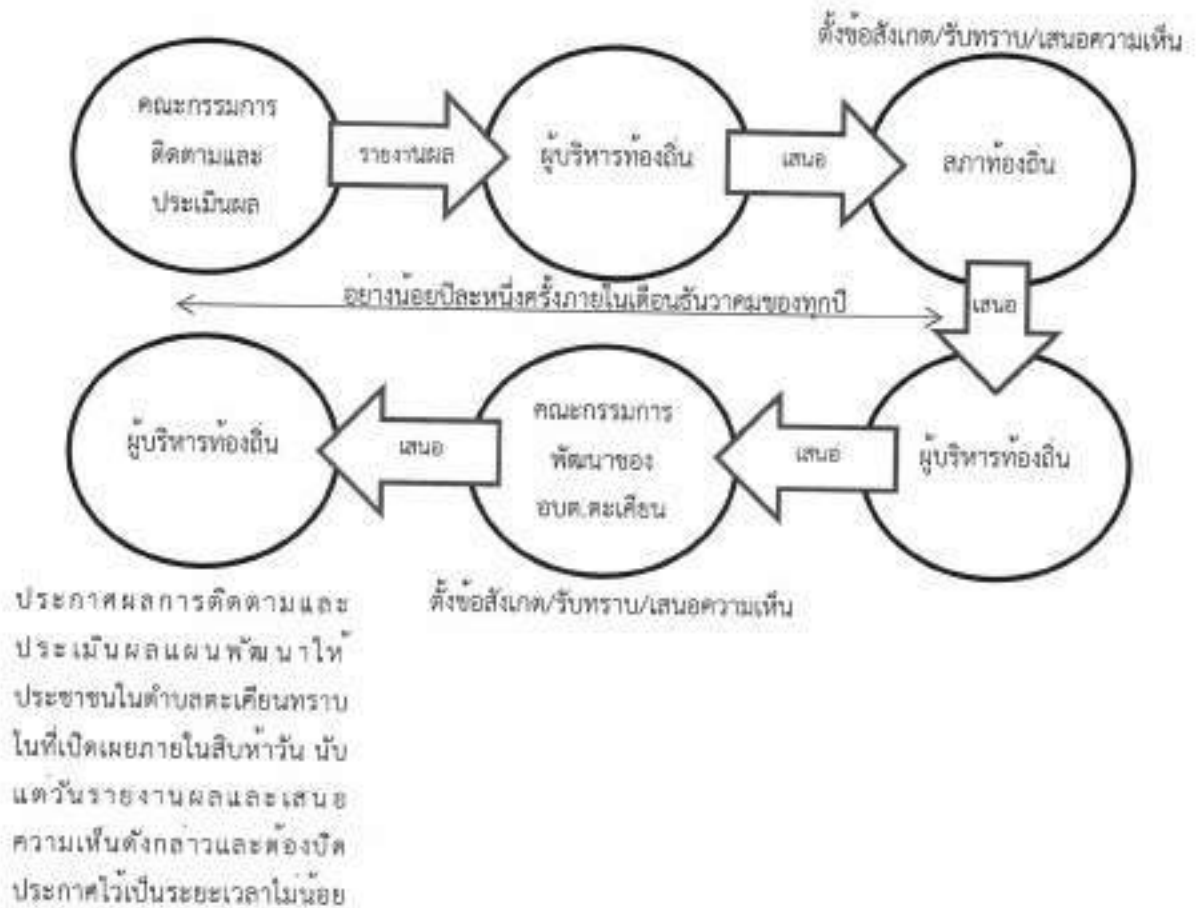 ตั้งข้อสังเกต/รับทราบ/เสนอความเห็น
คณะกรรมการ
ติดตามและ
ประเมินผล
รายงานผล
ผู้บริหารท้องถิ่น
เสนอ
สภาท้องถิ่น
อย่างน้อยปีละหนึ่งครั้งภายในเดือนธันวาคมของทุกปี
เสนอ
ผู้บริหารท้องถิ่น
เสนอ
คณะกรรมการ
พัฒนาของ
อบต.ตะเคียน
เสนอ
ผู้บริหารท้องถิ่น
ตั้งข้อสังเกต/รับทราบ/เสนอความเห็น
ประกาศผลการติดตามและ
ประเมินผลแผนพัฒนาให้
ประชาชนในตำบลตะเคียนทราบ
ในที่เปิดเผยภายในสิบห้าวัน นับ
แต่วันรายงานผลและเสนอ
ความเห็นดังกล่าวและต้องปิด
ประกาศไว้เป็นระยะเวลาไม่น้อย